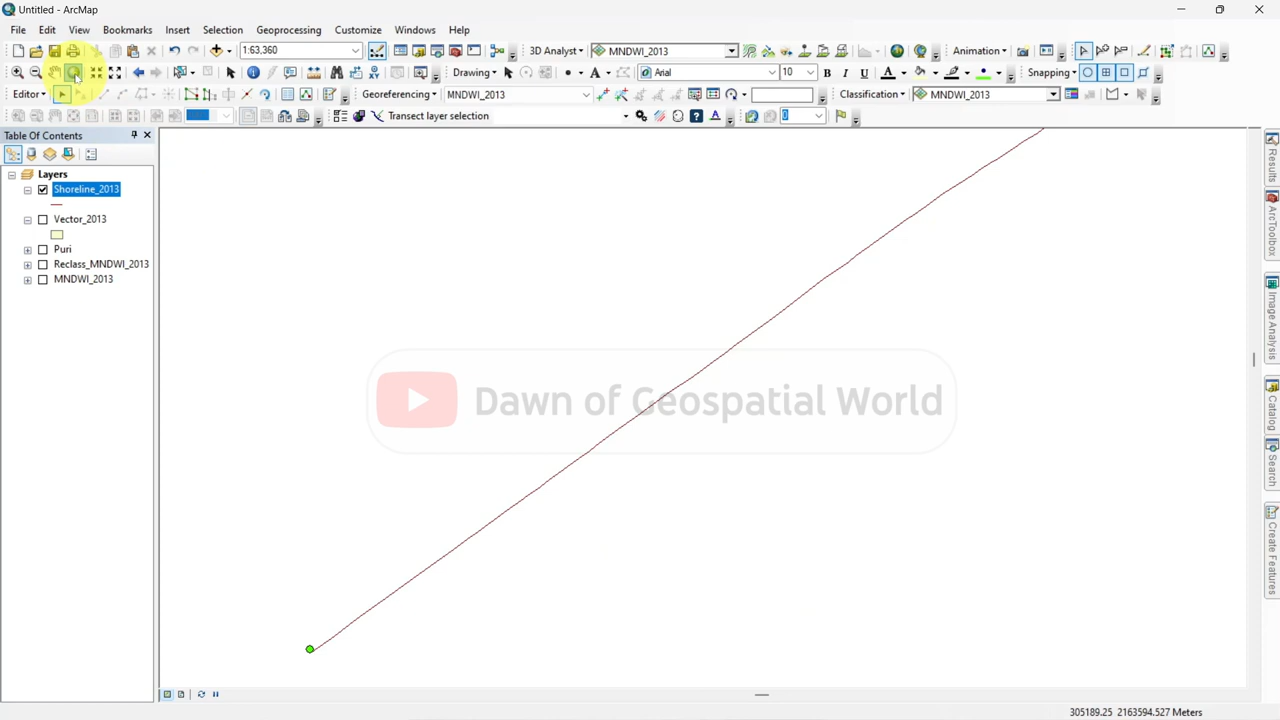 Untitled - ArcMap
File Edit View Bookmarks Insert Selection Geoprocessing Customize Windows Help
1:63,360 3D Analyst MNDWI_2013 Animation
Drawing A Arial 10 B I U A Snapping
Editor Georeferencing MNDWI_2013 Classification MNDWI_2013
Transect layer selection 0
Table Of Contents
Layers
Shoreline_2013
Vector_2013
Puri
Reclass_MNDWI_2013
MNDWI_2013
Dawn of Geospatial World
Results
ArcToolbox
Image Analysis
Catalog
Search
Create Features
305189.25 2163594.527 Meters